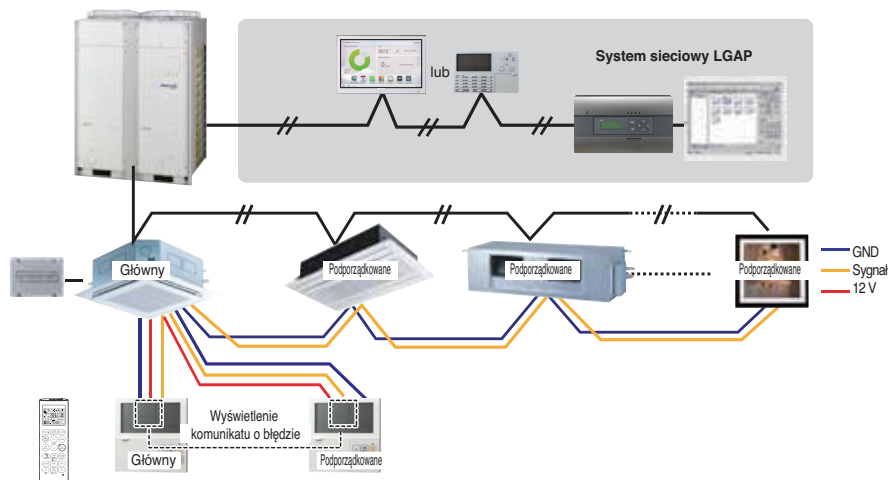 System sieciowy LGAP
lub
Główny
Podporządkowane
Podporządkowane
Podporządkowane
GND
Sygnał
12 V
Wyświetlenie
komunikatu o błędzie
Główny
Podporządkowane